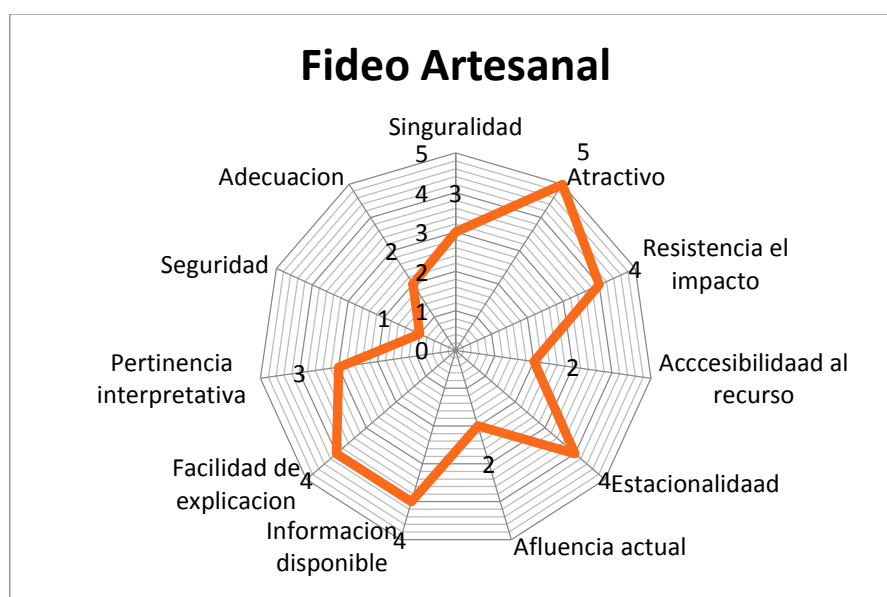 Fideo Artesanal
Singuralidad
5
5
Atractivo
Adecuacion
4
3
Resistencia el
impacto
4
Seguridad
3
2
2
1
1
0
Acccesibilidaad al
recurso
2
Pertinencia
interpretativa
3
Facilidad de
explicacion
4
Estacionalidaad
4
2
Informacion
disponible
4
Afluencia actual